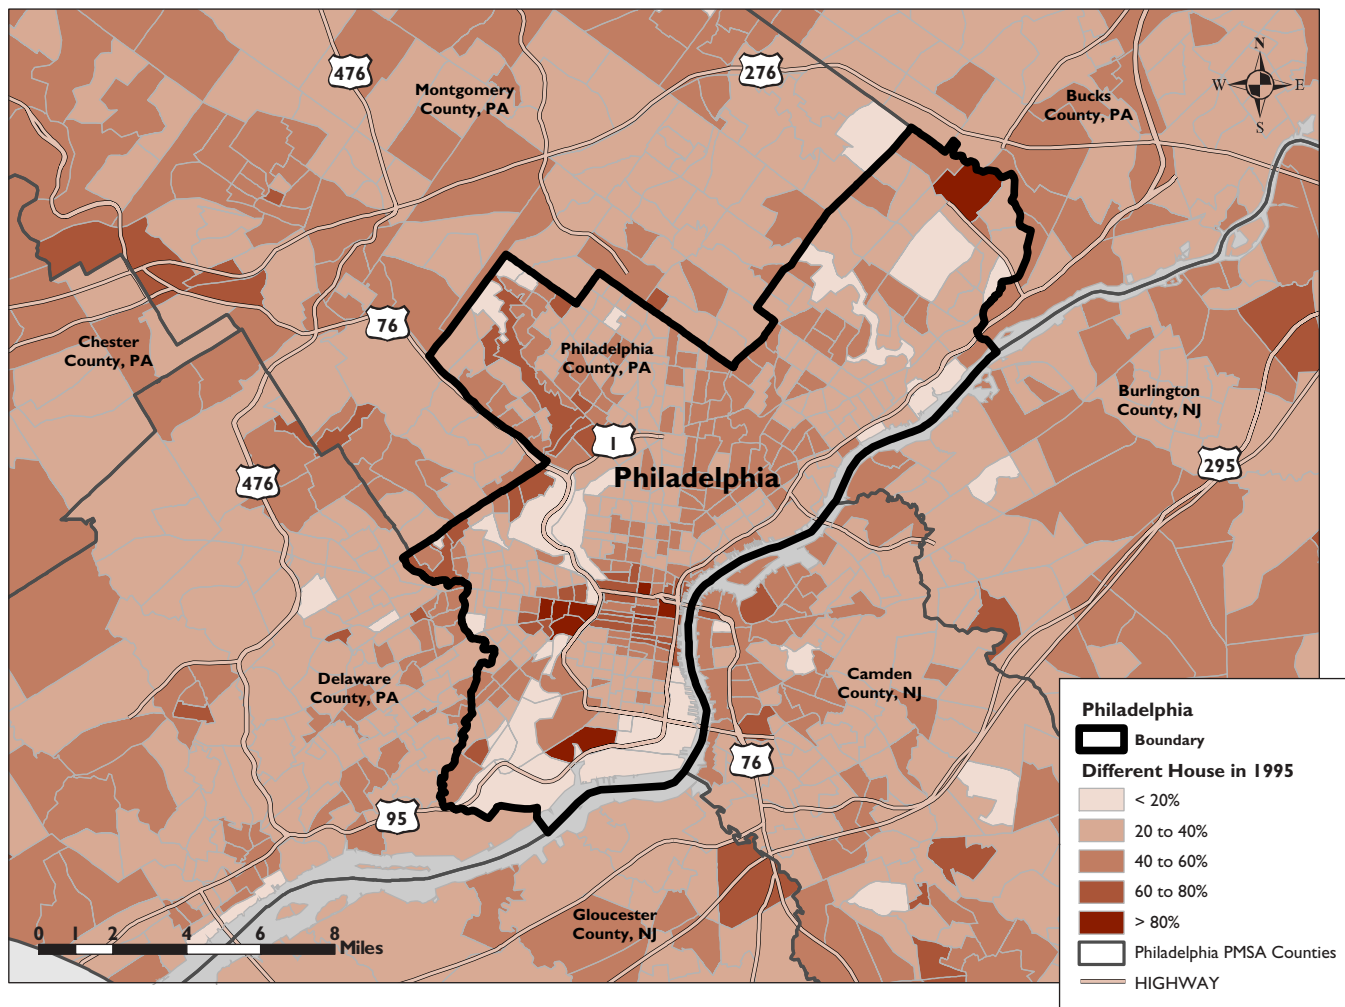 N
W E
S
476
Montgomery
County, PA
276
Bucks
County, PA
76
Chester
County, PA
Philadelphia
County, PA
Burlington
County, NJ
1
295
476
Philadelphia
Delaware
County, PA
Camden
County, NJ
76
95
Gloucester
County, NJ
0 1 2 4 6 8
Miles
Philadelphia
Boundary
Different House in 1995
< 20%
20 to 40%
40 to 60%
60 to 80%
> 80%
Philadelphia PMSA Counties
HIGHWAY